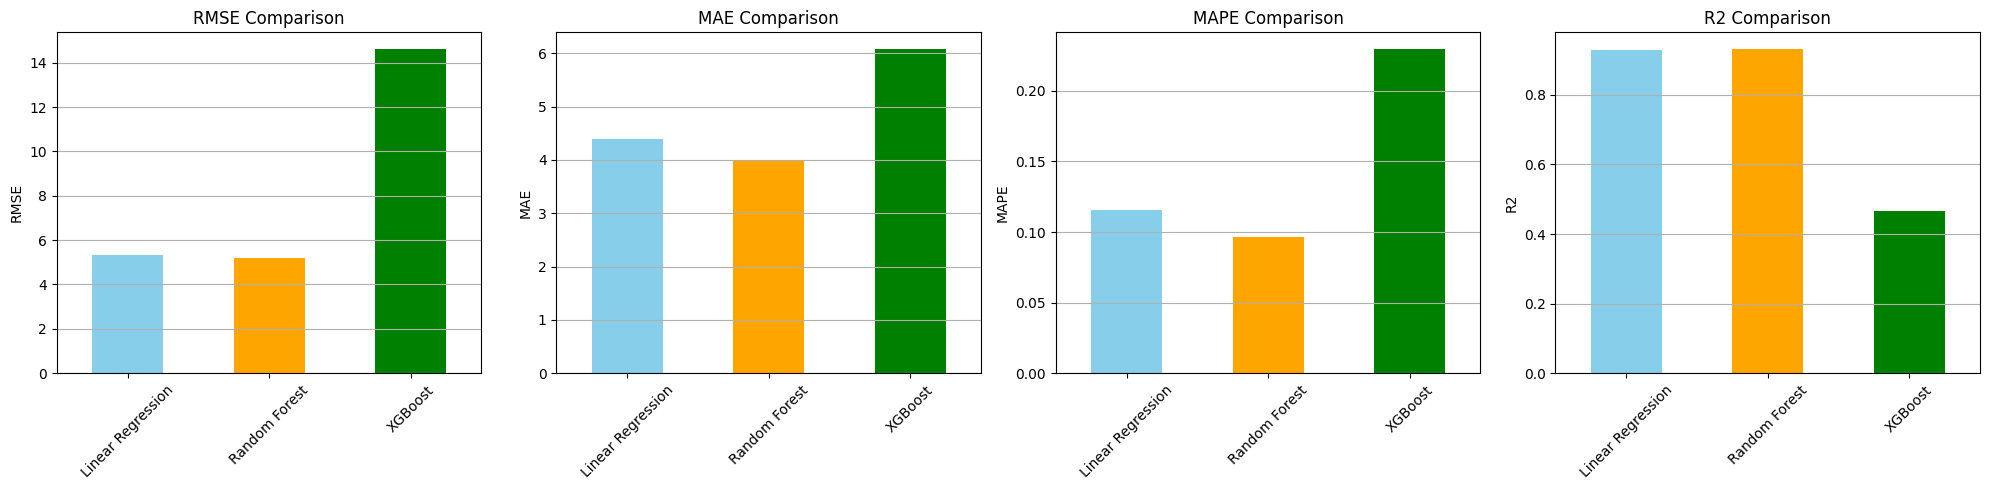 RMSE Comparison
RMSE
14
12
10
8
6
4
2
0
Linear Regression
Random Forest
XGBoost
MAE Comparison
MAE
6
5
4
3
2
1
0
Linear Regression
Random Forest
XGBoost
MAPE Comparison
MAPE
0.20
0.15
0.10
0.05
0.00
Linear Regression
Random Forest
XGBoost
R2 Comparison
R2
0.8
0.6
0.4
0.2
0.0
Linear Regression
Random Forest
XGBoost